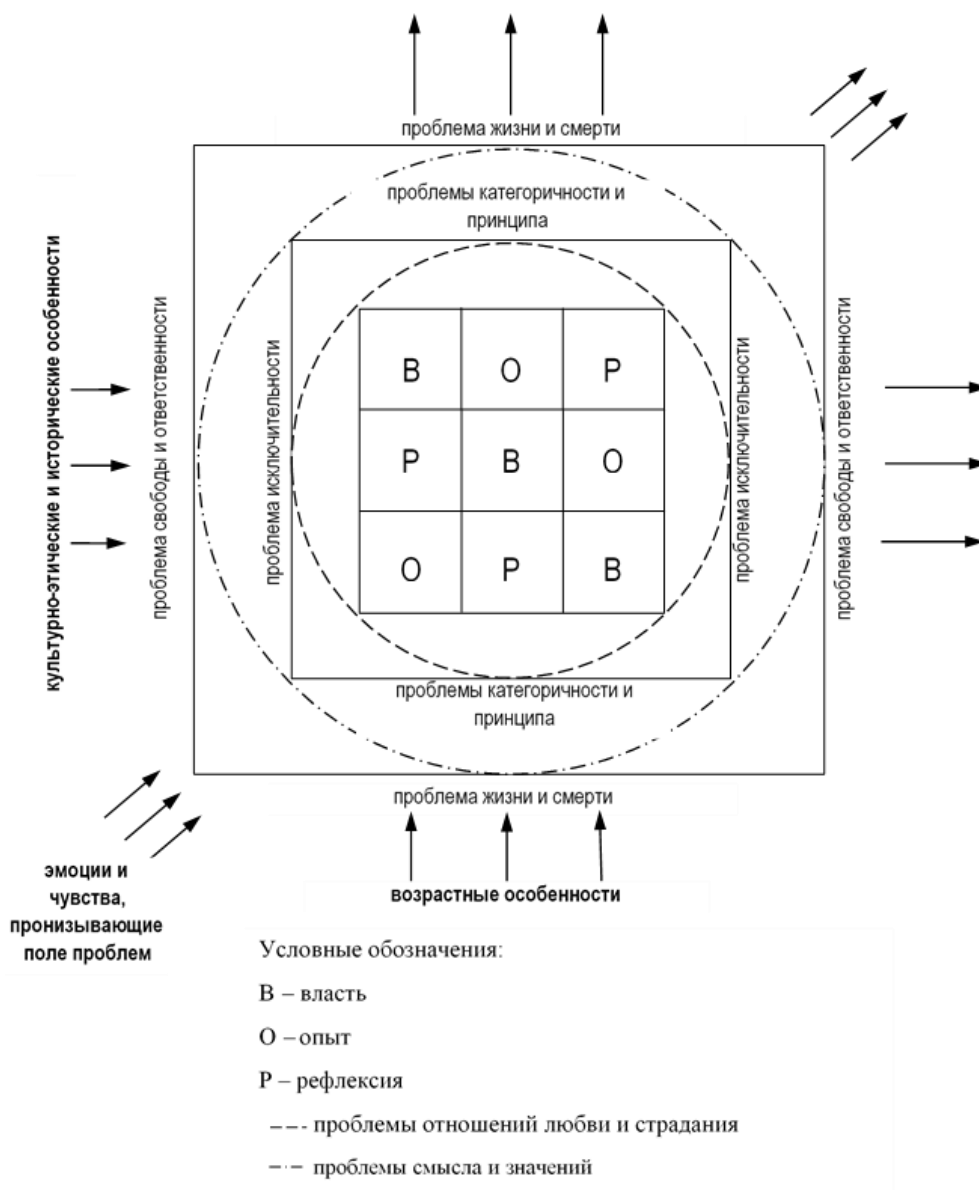 проблема жизни и смерти
проблемы категоричности и
принципа
культурно-этические и исторические особенности
проблема свободы и ответственности
проблема исключительности
В О Р
Р В О
О Р В
проблема исключительности
проблема свободы и ответственности
проблемы категоричности и
принципа
проблема жизни и смерти
эмоции и
чувства,
пронизывающие
поле проблем
возрастные особенности
Условные обозначения:
В – власть
О –опыт
Р – рефлексия
проблемы отношений любви и страдания
проблемы смысла и значений